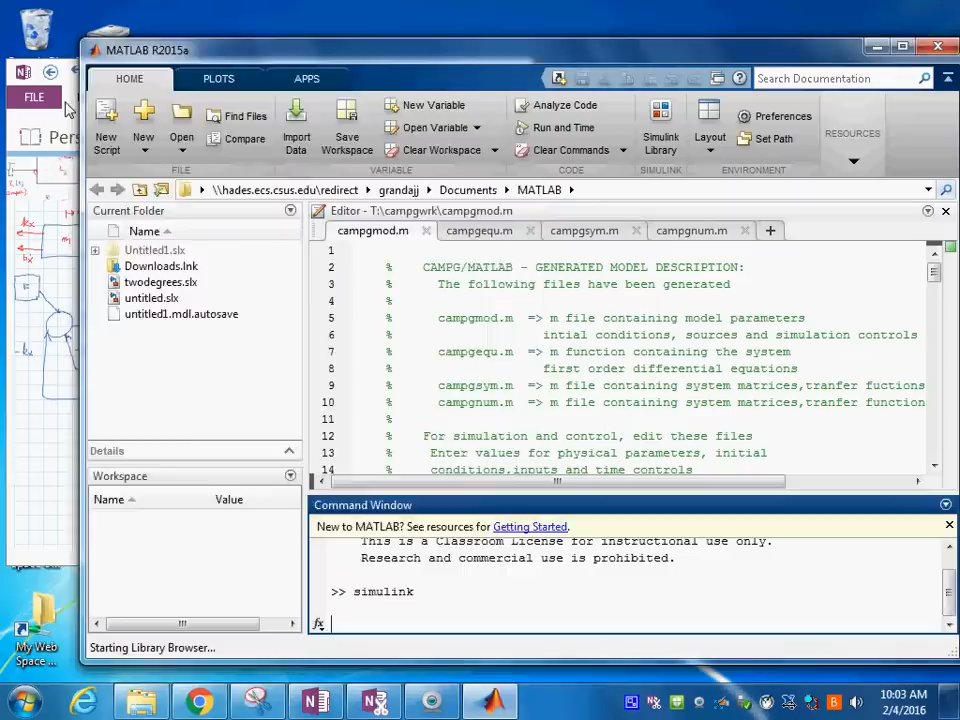 MATLAB R2015a
HOME
PLOTS
APPS
Search Documentation
FILE
Pers
New Script
New
Open
Find Files
Compare
Import Data
Save Workspace
New Variable
Open Variable
Clear Workspace
Analyze Code
Run and Time
Clear Commands
Simulink Library
Layout
Preferences
Set Path
RESOURCES
FILE
VARIABLE
CODE
SIMULINK
ENVIRONMENT
\\hades.ecs.csus.edu\redirect ▸ grandajj ▸ Documents ▸ MATLAB ▸
Current Folder
Name
Untitled1.slx
Downloads.lnk
twodegrees.slx
untitled.slx
untitled1.mdl.autosave
Details
Workspace
Name
Value
Editor - T:\campgwrk\campgmod.m
campgmod.m
campgequ.m
campgsym.m
campgnum.m
1
2 % CAMPG/MATLAB - GENERATED MODEL DESCRIPTION:
3 % The following files have been generated
4 %
5 % campgmod.m => m file containing model parameters
6 % intial conditions, sources and simulation controls
7 % campgequ.m => m function containing the system
8 % first order differential equations
9 % campgsym.m => m file containing system matrices,tranfer fuctions
10 % campgnum.m => m file containing system matrices,tranfer function
11 %
12 % For simulation and control, edit these files
13 % Enter values for physical parameters, initial
14 % conditions,inputs and time controls
Command Window
New to MATLAB? See resources for Getting Started.
This is a Classroom License for instructional use only.
Research and commercial use is prohibited.
>> simulink
fx
Starting Library Browser...
My Web
Space ...
10:03 AM
2/4/2016